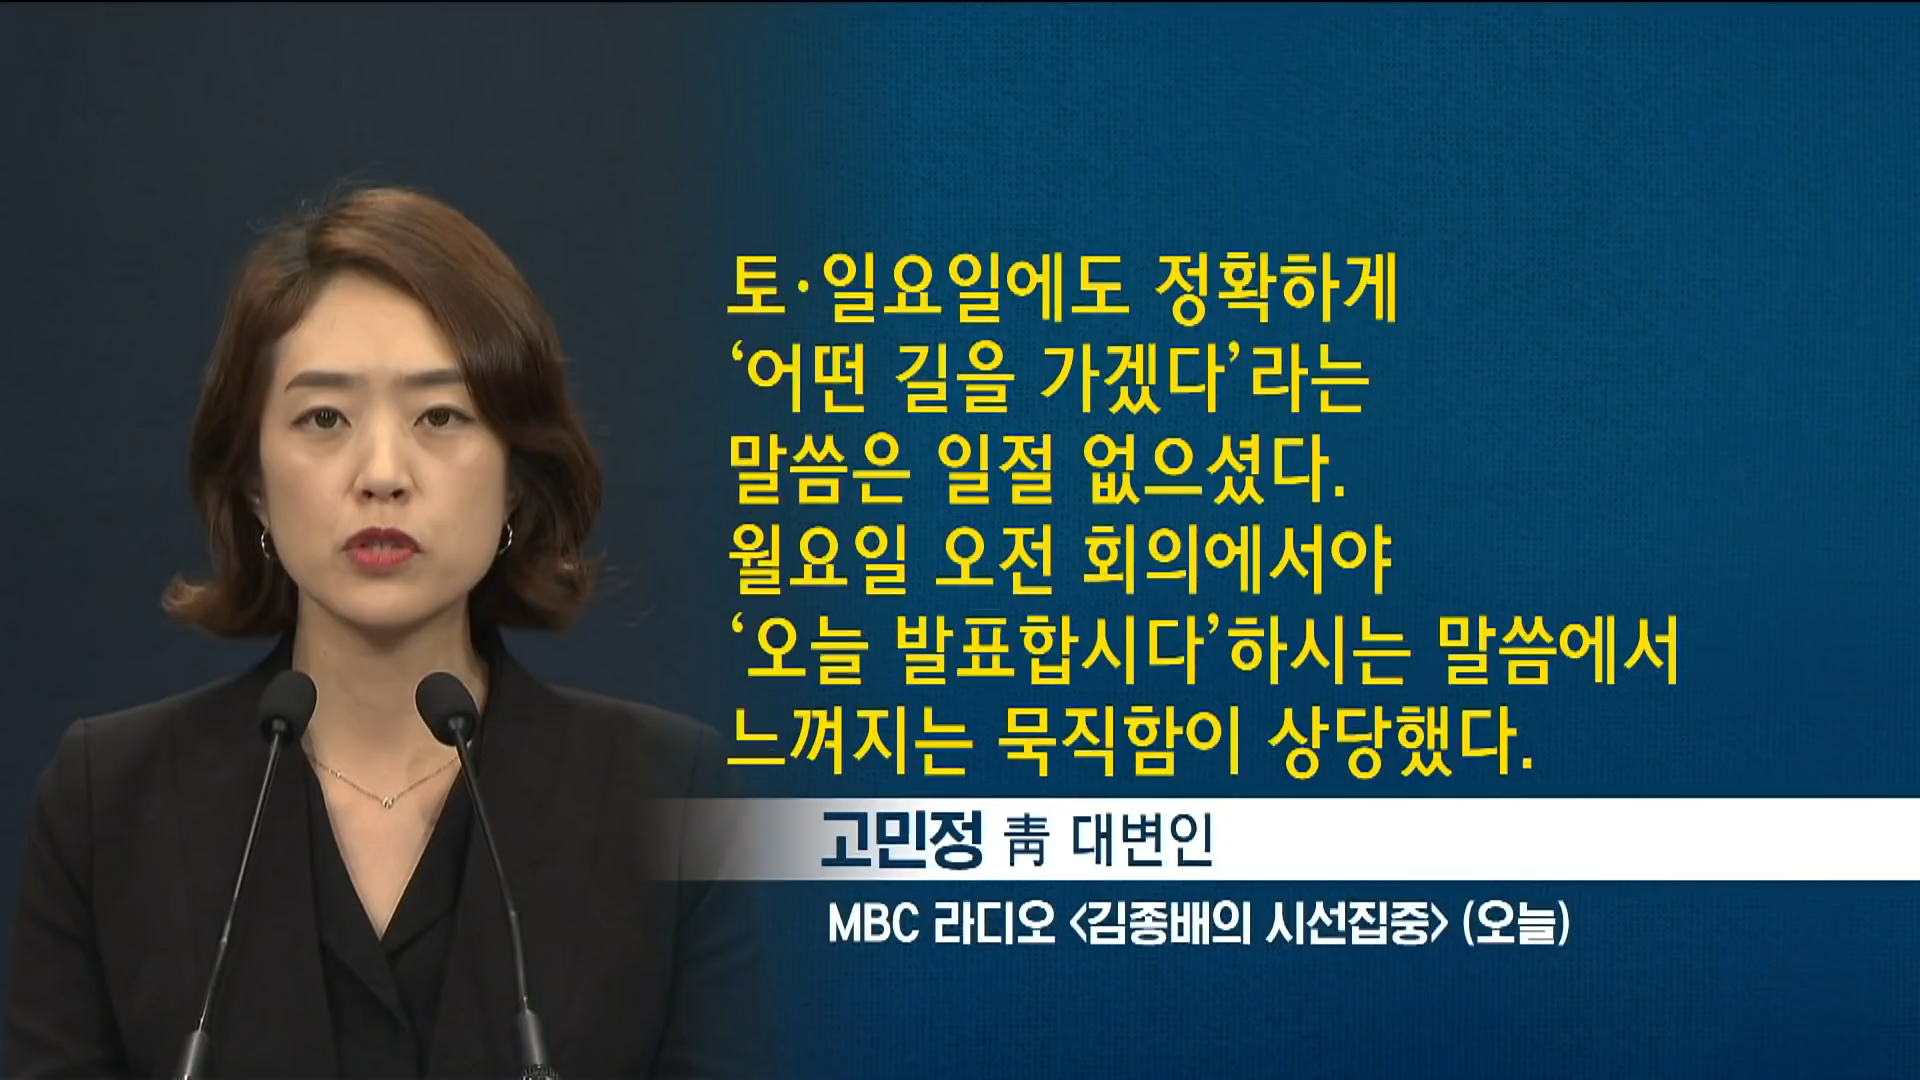 토·일요일에도 정확하게
‘어떤 길을 가겠다’라는
말씀은 일절 없으셨다.
월요일 오전 회의에서야
‘오늘 발표합시다’하시는 말씀에서
느껴지는 묵직함이 상당했다.
고민정 靑 대변인
MBC 라디오 <김종배의 시선집중> (오늘)